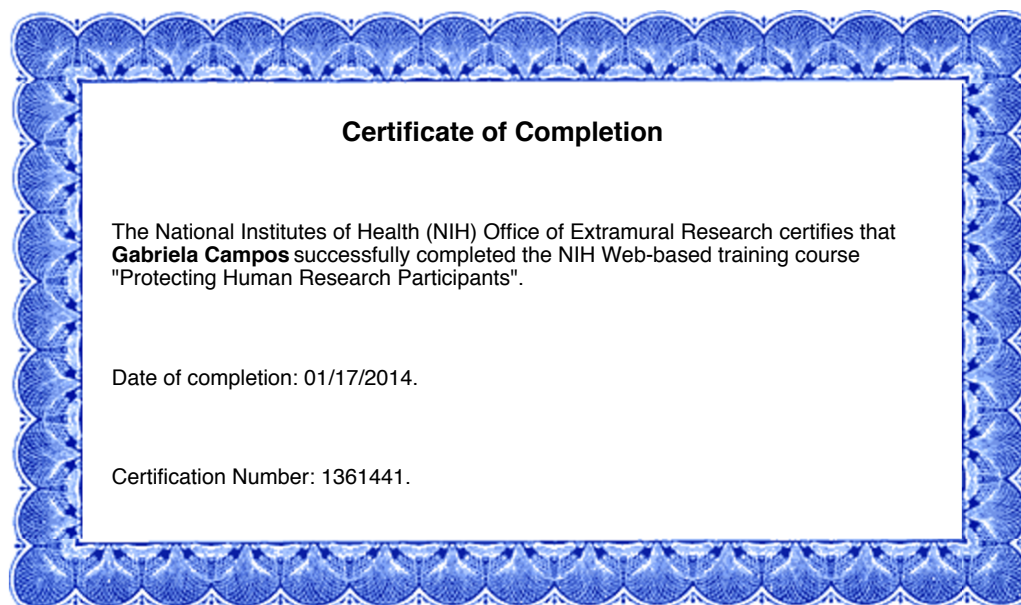 Certificate of Completion
The National Institutes of Health (NIH) Office of Extramural Research certifies that
Gabriela Campos successfully completed the NIH Web-based training course
"Protecting Human Research Participants".
Date of completion: 01/17/2014.
Certification Number: 1361441.